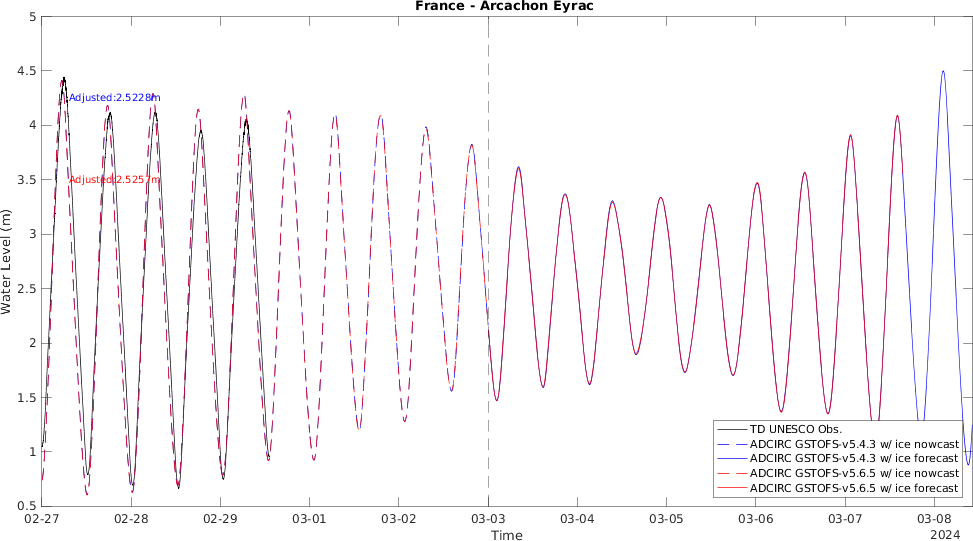 France - Arcachon Eyrac
5
4.5
4
3.5
3
2.5
2
1.5
1
0.5
Water Level (m)
Adjusted:2.5228m
Adjusted:2.5257m
TD UNESCO Obs.
ADCIRC GSTOFS-v5.4.3 w/ ice nowcast
ADCIRC GSTOFS-v5.4.3 w/ ice forecast
ADCIRC GSTOFS-v5.6.5 w/ ice nowcast
ADCIRC GSTOFS-v5.6.5 w/ ice forecast
02-27 02-28 02-29 03-01 03-02 03-03 03-04 03-05 03-06 03-07 03-08
Time
2024